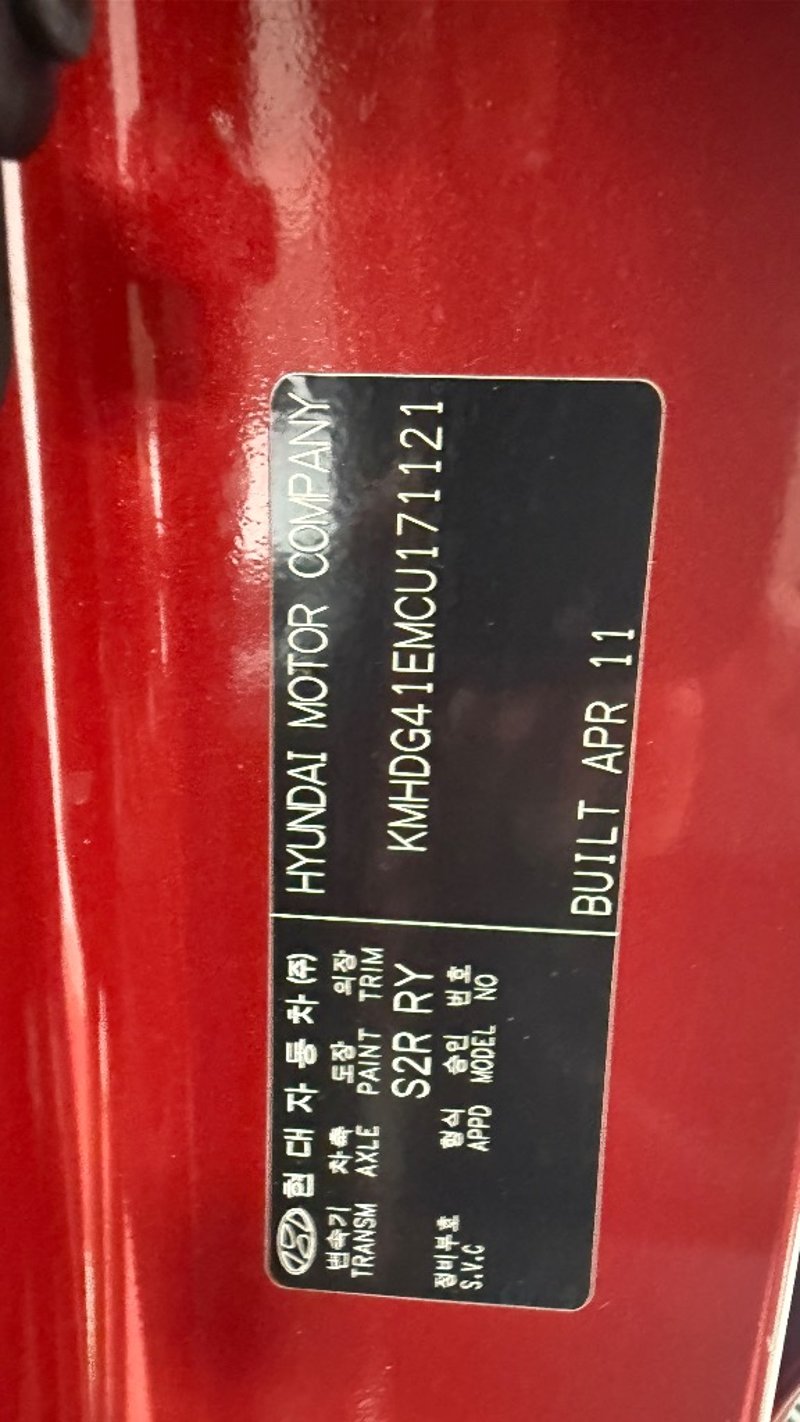 현대자동차(주)
변속기 차축 도장 의장
TRANSM AXLE PAINT TRIM
S2R RY
정비부호 형식 승인 번호
S.V.C APPD MODEL NO
HYUNDAI MOTOR COMPANY
KMHDG41EMCU171121
BUILT APR 11